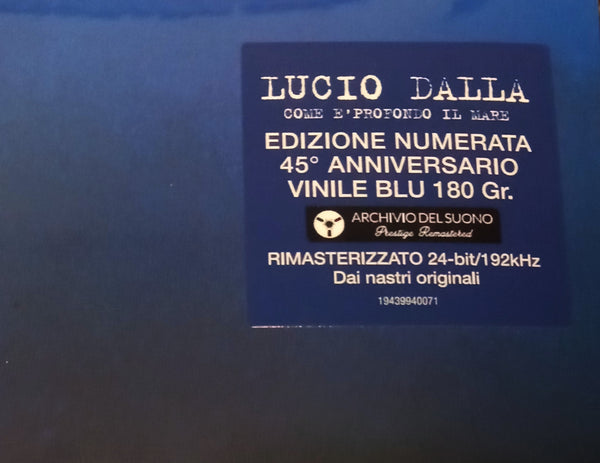 LUCIO DALLA
COME E' PROFONDO IL MARE
EDIZIONE NUMERATA
45° ANNIVERSARIO
VINILE BLU 180 Gr.
ARCHIVIO DEL SUONO
Prestige Remastered
RIMASTERIZZATO 24-bit/192kHz
Dai nastri originali
19439940071